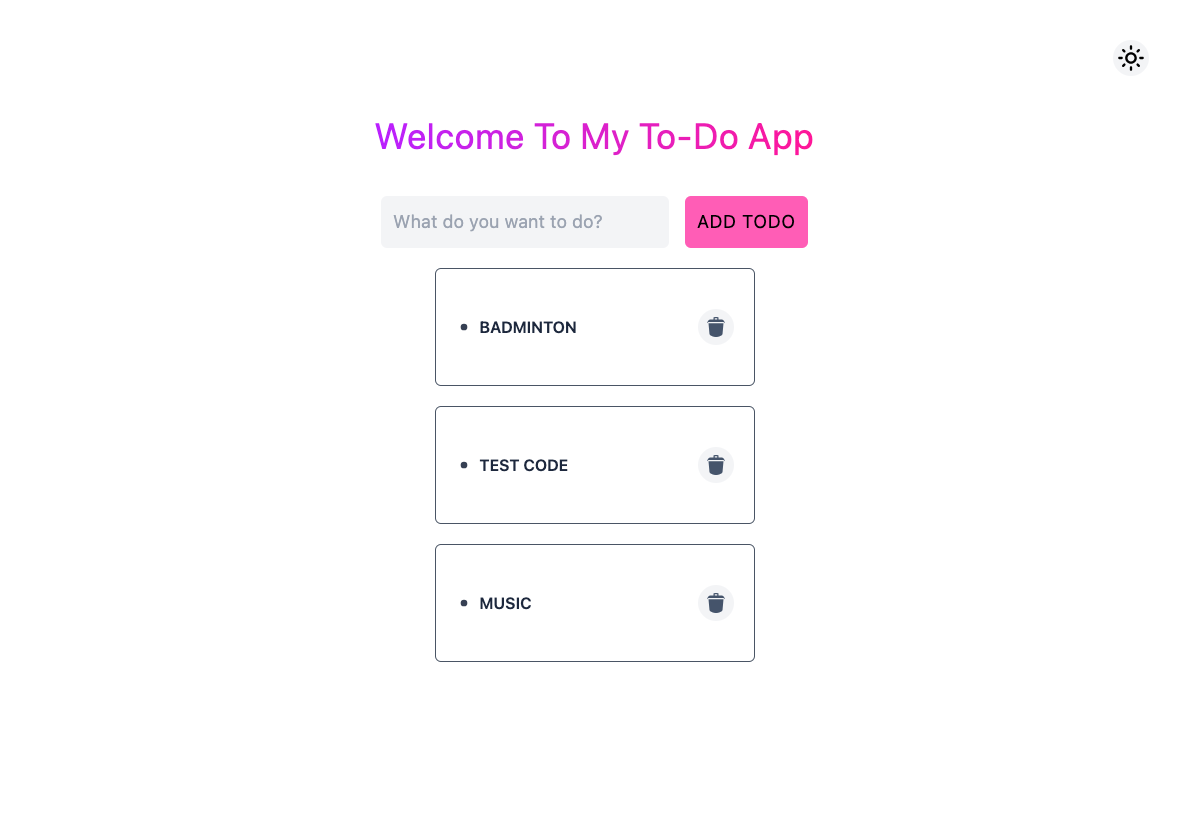 Welcome To My To-Do App
What do you want to do?
ADD TODO
• BADMINTON
• TEST CODE
• MUSIC